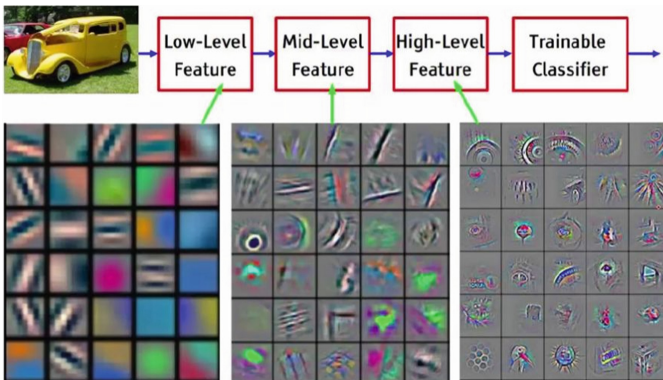 Low-Level
Feature
Mid-Level
Feature
High-Level
Feature
Trainable
Classifier